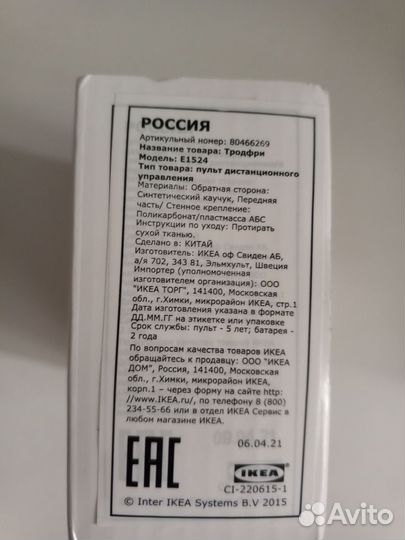 РОССИЯ
Артикульный номер: 80466269
Название товара: Тродфри
Модель: E1524
Тип товара: пульт дистанционного
управления
Материалы: Обратная сторона:
Синтетический каучук, Передняя
часть/ Стенное крепление:
Поликарбонат/пластмасса АБС
Инструкции по уходу: Протирать
сухой тканью.
Сделано в: КИТАЙ
Изготовитель: ИКЕА оф Свиден АБ,
а/я 702, 343 81, Эльмхульт, Швеция
Импортер (уполномоченная
изготовителем организация): ООО
"ИКЕА ТОРГ", 141400, Московская
обл., г.Химки, микрорайон ИКЕА, стр.1
Дата изготовления указана в формате
ДД.ММ.ГГ на этикетке или упаковке
Срок службы: пульт - 5 лет; батарея -
2 года
По вопросам качества товаров ИКЕА
обращайтесь к продавцу: ООО "ИКЕА
ДОМ", Россия, 141400, Московская
обл., г.Химки, микрорайон ИКЕА,
корп.1 – через форму на сайте http:
//www.IKEA.ru/, по телефону 8 (800)
234-55-66 или в отдел ИКЕА Сервис в
любом магазине ИКЕА.
06.04.21
EAC
IKEA
CI-220615-1
© Inter IKEA Systems B.V 2015
Avito